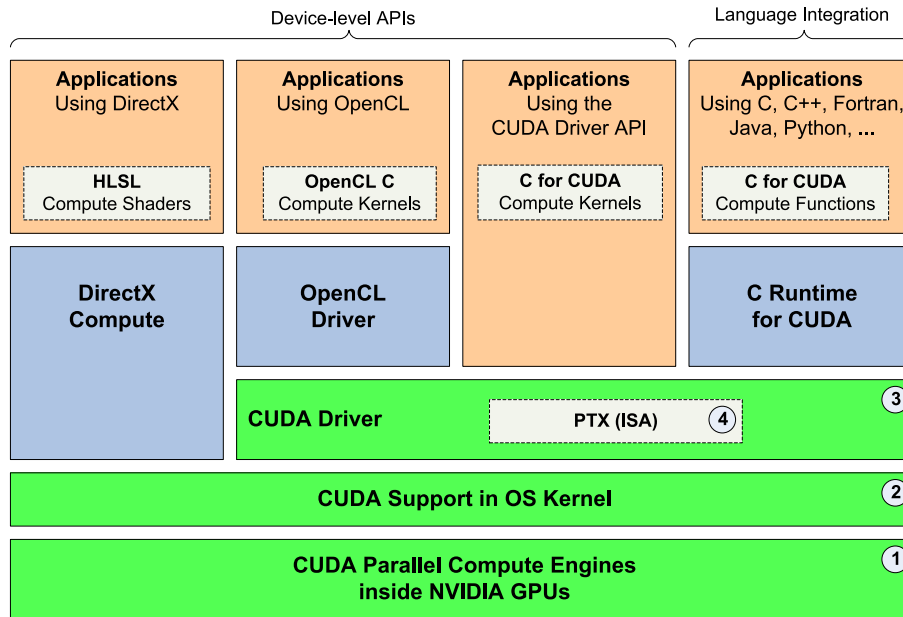 Device-level APIs
Language Integration
Applications
Using DirectX
HLSL
Compute Shaders
Applications
Using OpenCL
OpenCL C
Compute Kernels
Applications
Using the
CUDA Driver API
C for CUDA
Compute Kernels
Applications
Using C, C++, Fortran,
Java, Python, ...
C for CUDA
Compute Functions
DirectX
Compute
OpenCL
Driver
C Runtime
for CUDA
CUDA Driver
PTX (ISA)
4
3
CUDA Support in OS Kernel
2
CUDA Parallel Compute Engines
inside NVIDIA GPUs
1